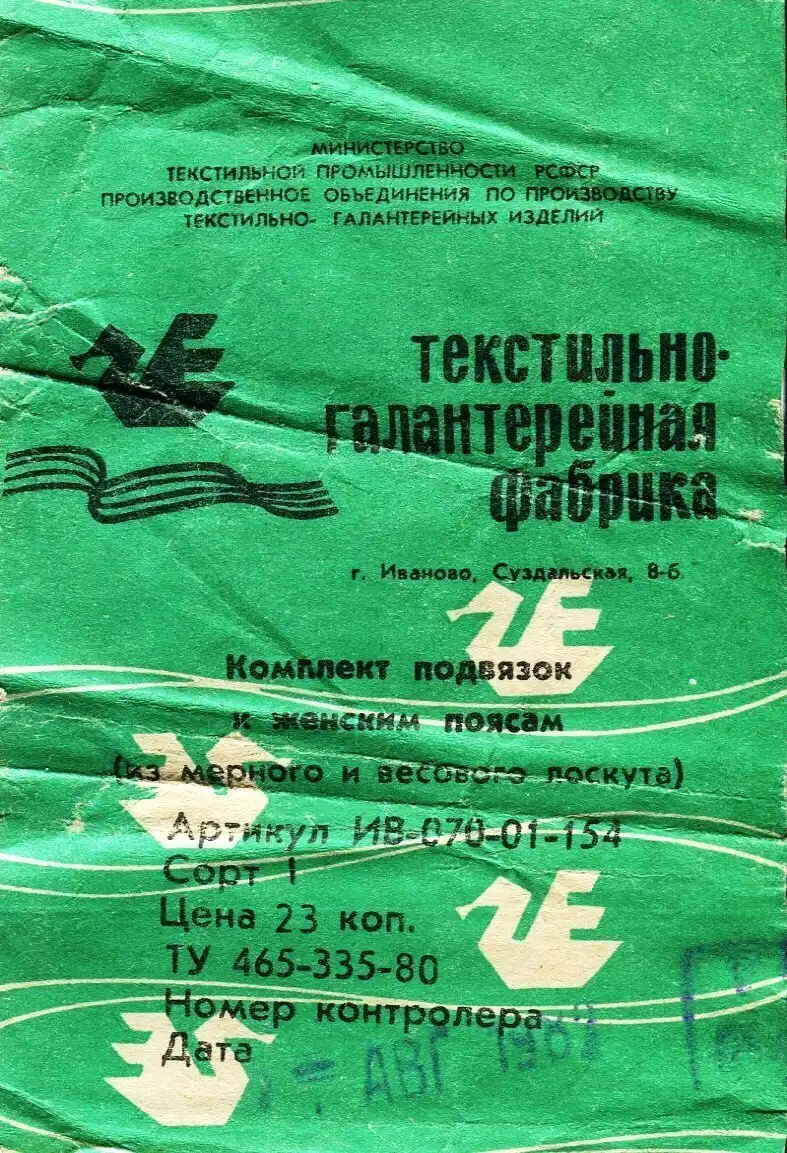 МИНИСТЕРСТВО
ТЕКСТИЛЬНОЙ ПРОМЫШЛЕННОСТИ РСФСР
ПРОИЗВОДСТВЕННОЕ ОБЪЕДИНЕНИЯ ПО ПРОИЗВОДСТВУ
ТЕКСТИЛЬНО- ГАЛАНТЕРЕЙНЫХ ИЗДЕЛИЙ
текстильно-
галантерейная
фабрика
г. Иваново, Суздальская, 8-б
Комплект подвязок
к женским поясам
(из мерного и весового лоскута)
Артикул ИВ-070-01-154
Сорт I
Цена 23 коп.
ТУ 465-335-80
Номер контролера
Дата
АВГ